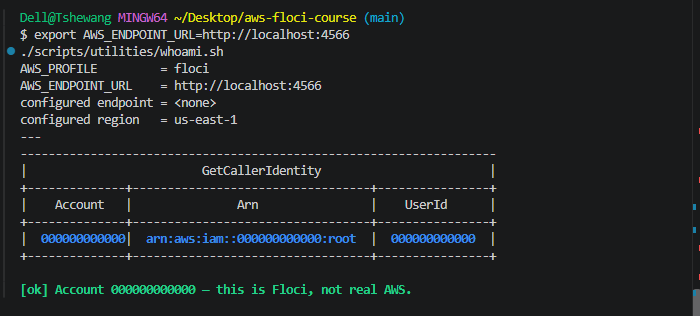 Dell@Tshewang MINGW64 ~/Desktop/aws-floci-course (main)
$ export AWS_ENDPOINT_URL=http://localhost:4566
./scripts/utilities/whoami.sh
AWS_PROFILE         = floci
AWS_ENDPOINT_URL    = http://localhost:4566
configured endpoint = <none>
configured region   = us-east-1
---
-------------------------------------------------------------
|                       GetCallerIdentity                     |
+--------------+-------------------------------+---------------+
|    Account   |              Arn              |    UserId     |
+--------------+-------------------------------+---------------+
|  000000000000|  arn:aws:iam::000000000000:root  |  000000000000  |
+--------------+-------------------------------+---------------+
[ok] Account 000000000000 — this is Floci, not real AWS.